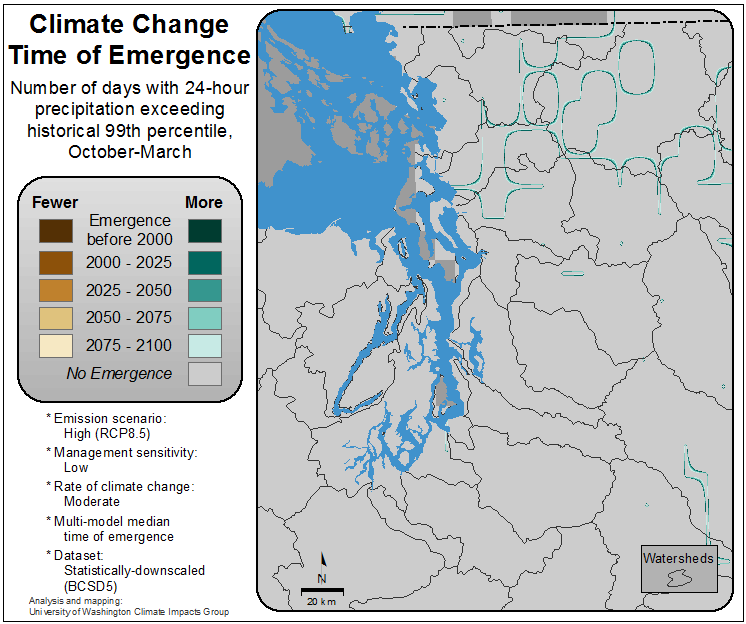 Climate Change
Time of Emergence
Number of days with 24-hour
precipitation exceeding
historical 99th percentile,
October-March
Fewer More
Emergence
before 2000
2000 - 2025
2025 - 2050
2050 - 2075
2075 - 2100
No Emergence
* Emission scenario:
High (RCP8.5)
* Management sensitivity:
Low
* Rate of climate change:
Moderate
* Multi-model median
time of emergence
* Dataset:
Statistically-downscaled
(BCSD5)
Analysis and mapping:
University of Washington Climate Impacts Group
N
20 km
Watersheds